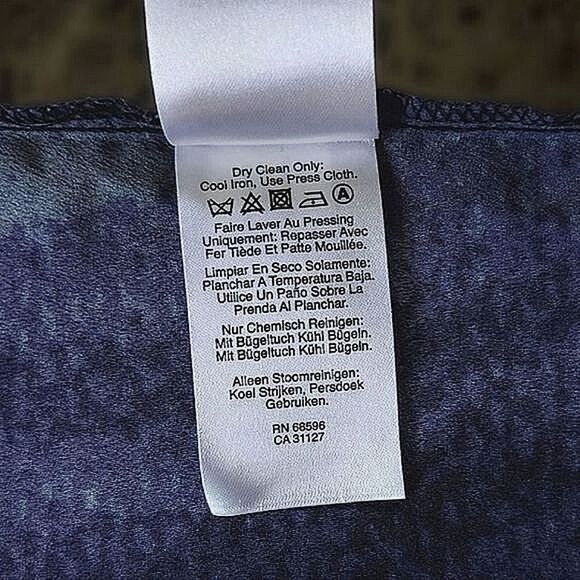 Dry Clean Only:
Cool Iron, Use Press Cloth.
A
Faire Laver Au Pressing
Uniquement: Repasser Avec
Fer Tiède Et Patte Mouillée.
Limpiar En Seco Solamente:
Planchar A Temperatura Baja.
Utilice Un Paño Sobre La
Prenda Al Planchar.
Nur Chemisch Reinigen:
Mit Bügeltuch Kühl Bügeln.
Mit Bügeltuch Kühl Bügeln.
Alleen Stoomreinigen:
Koel Strijken, Persdoek
Gebruiken.
RN 68596
CA 31127